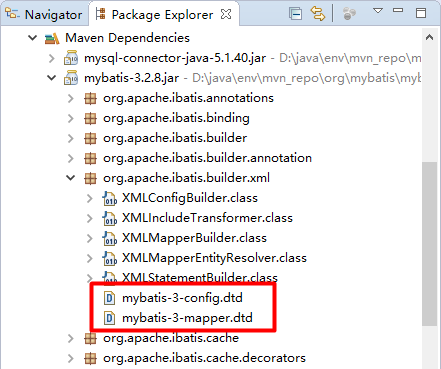 Navigator Package Explorer
Maven Dependencies
mysql-connector-java-5.1.40.jar - D:\java\env\mvn_repo\m
mybatis-3.2.8.jar - D:\java\env\mvn_repo\org\mybatis\myb
org.apache.ibatis.annotations
org.apache.ibatis.binding
org.apache.ibatis.builder
org.apache.ibatis.builder.annotation
org.apache.ibatis.builder.xml
XMLConfigBuilder.class
XMLIncludeTransformer.class
XMLMapperBuilder.class
XMLMapperEntityResolver.class
XMLStatementBuilder.class
mybatis-3-config.dtd
mybatis-3-mapper.dtd
org.apache.ibatis.cache
org.apache.ibatis.cache.decorators